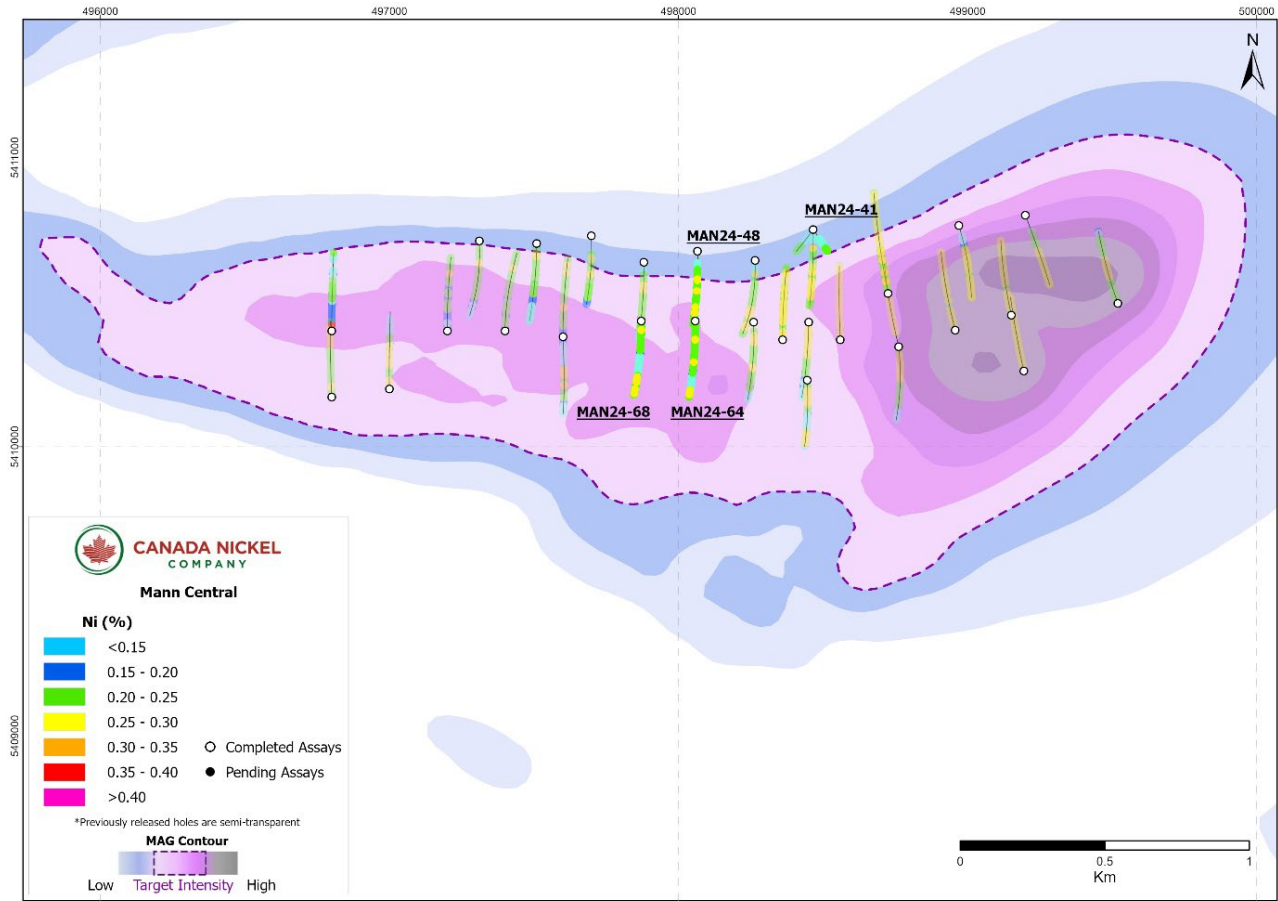 496000 497000 498000 499000 500000
N
5411000
MAN24-41
MAN24-48
MAN24-68 MAN24-64
5410000
CANADA NICKEL
COMPANY
Mann Central
Ni (%)
<0.15
0.15 - 0.20
0.20 - 0.25
0.25 - 0.30
0.30 - 0.35 Completed Assays
0.35 - 0.40 Pending Assays
>0.40
*Previously released holes are semi-transparent
MAG Contour
Low Target Intensity High
5409000
0 0.5 1
Km